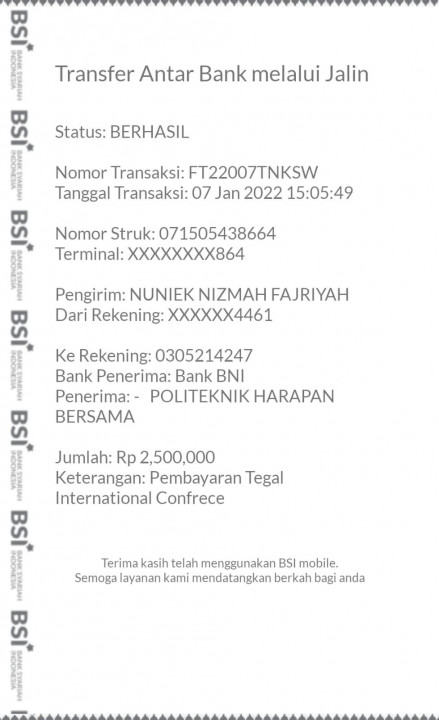 Transfer Antar Bank melalui Jalin
Status: BERHASIL
Nomor Transaksi: FT22007TNKSW
Tanggal Transaksi: 07 Jan 2022 15:05:49
Nomor Struk: 071505438664
Terminal: XXXXXXXX864
Pengirim: NUNIEK NIZMAH FAJRIYAH
Dari Rekening: XXXXXX4461
Ke Rekening: 0305214247
Bank Penerima: Bank BNI
Penerima: - POLITEKNIK HARAPAN
BERSAMA
Jumlah: Rp 2,500,000
Keterangan: Pembayaran Tegal
International Confrece
Terima kasih telah menggunakan BSI mobile.
Semoga layanan kami mendatangkan berkah bagi anda
BSI
BANK SYARIAH
INDONESIA
BSI
BANK SYARIAH
INDONESIA
BSI
BANK SYARIAH
INDONESIA
BSI
BANK SYARIAH
INDONESIA
BSI
BANK SYARIAH
INDONESIA
BSI
BANK SYARIAH
INDONESIA
BSI
BANK SYARIAH
INDONESIA